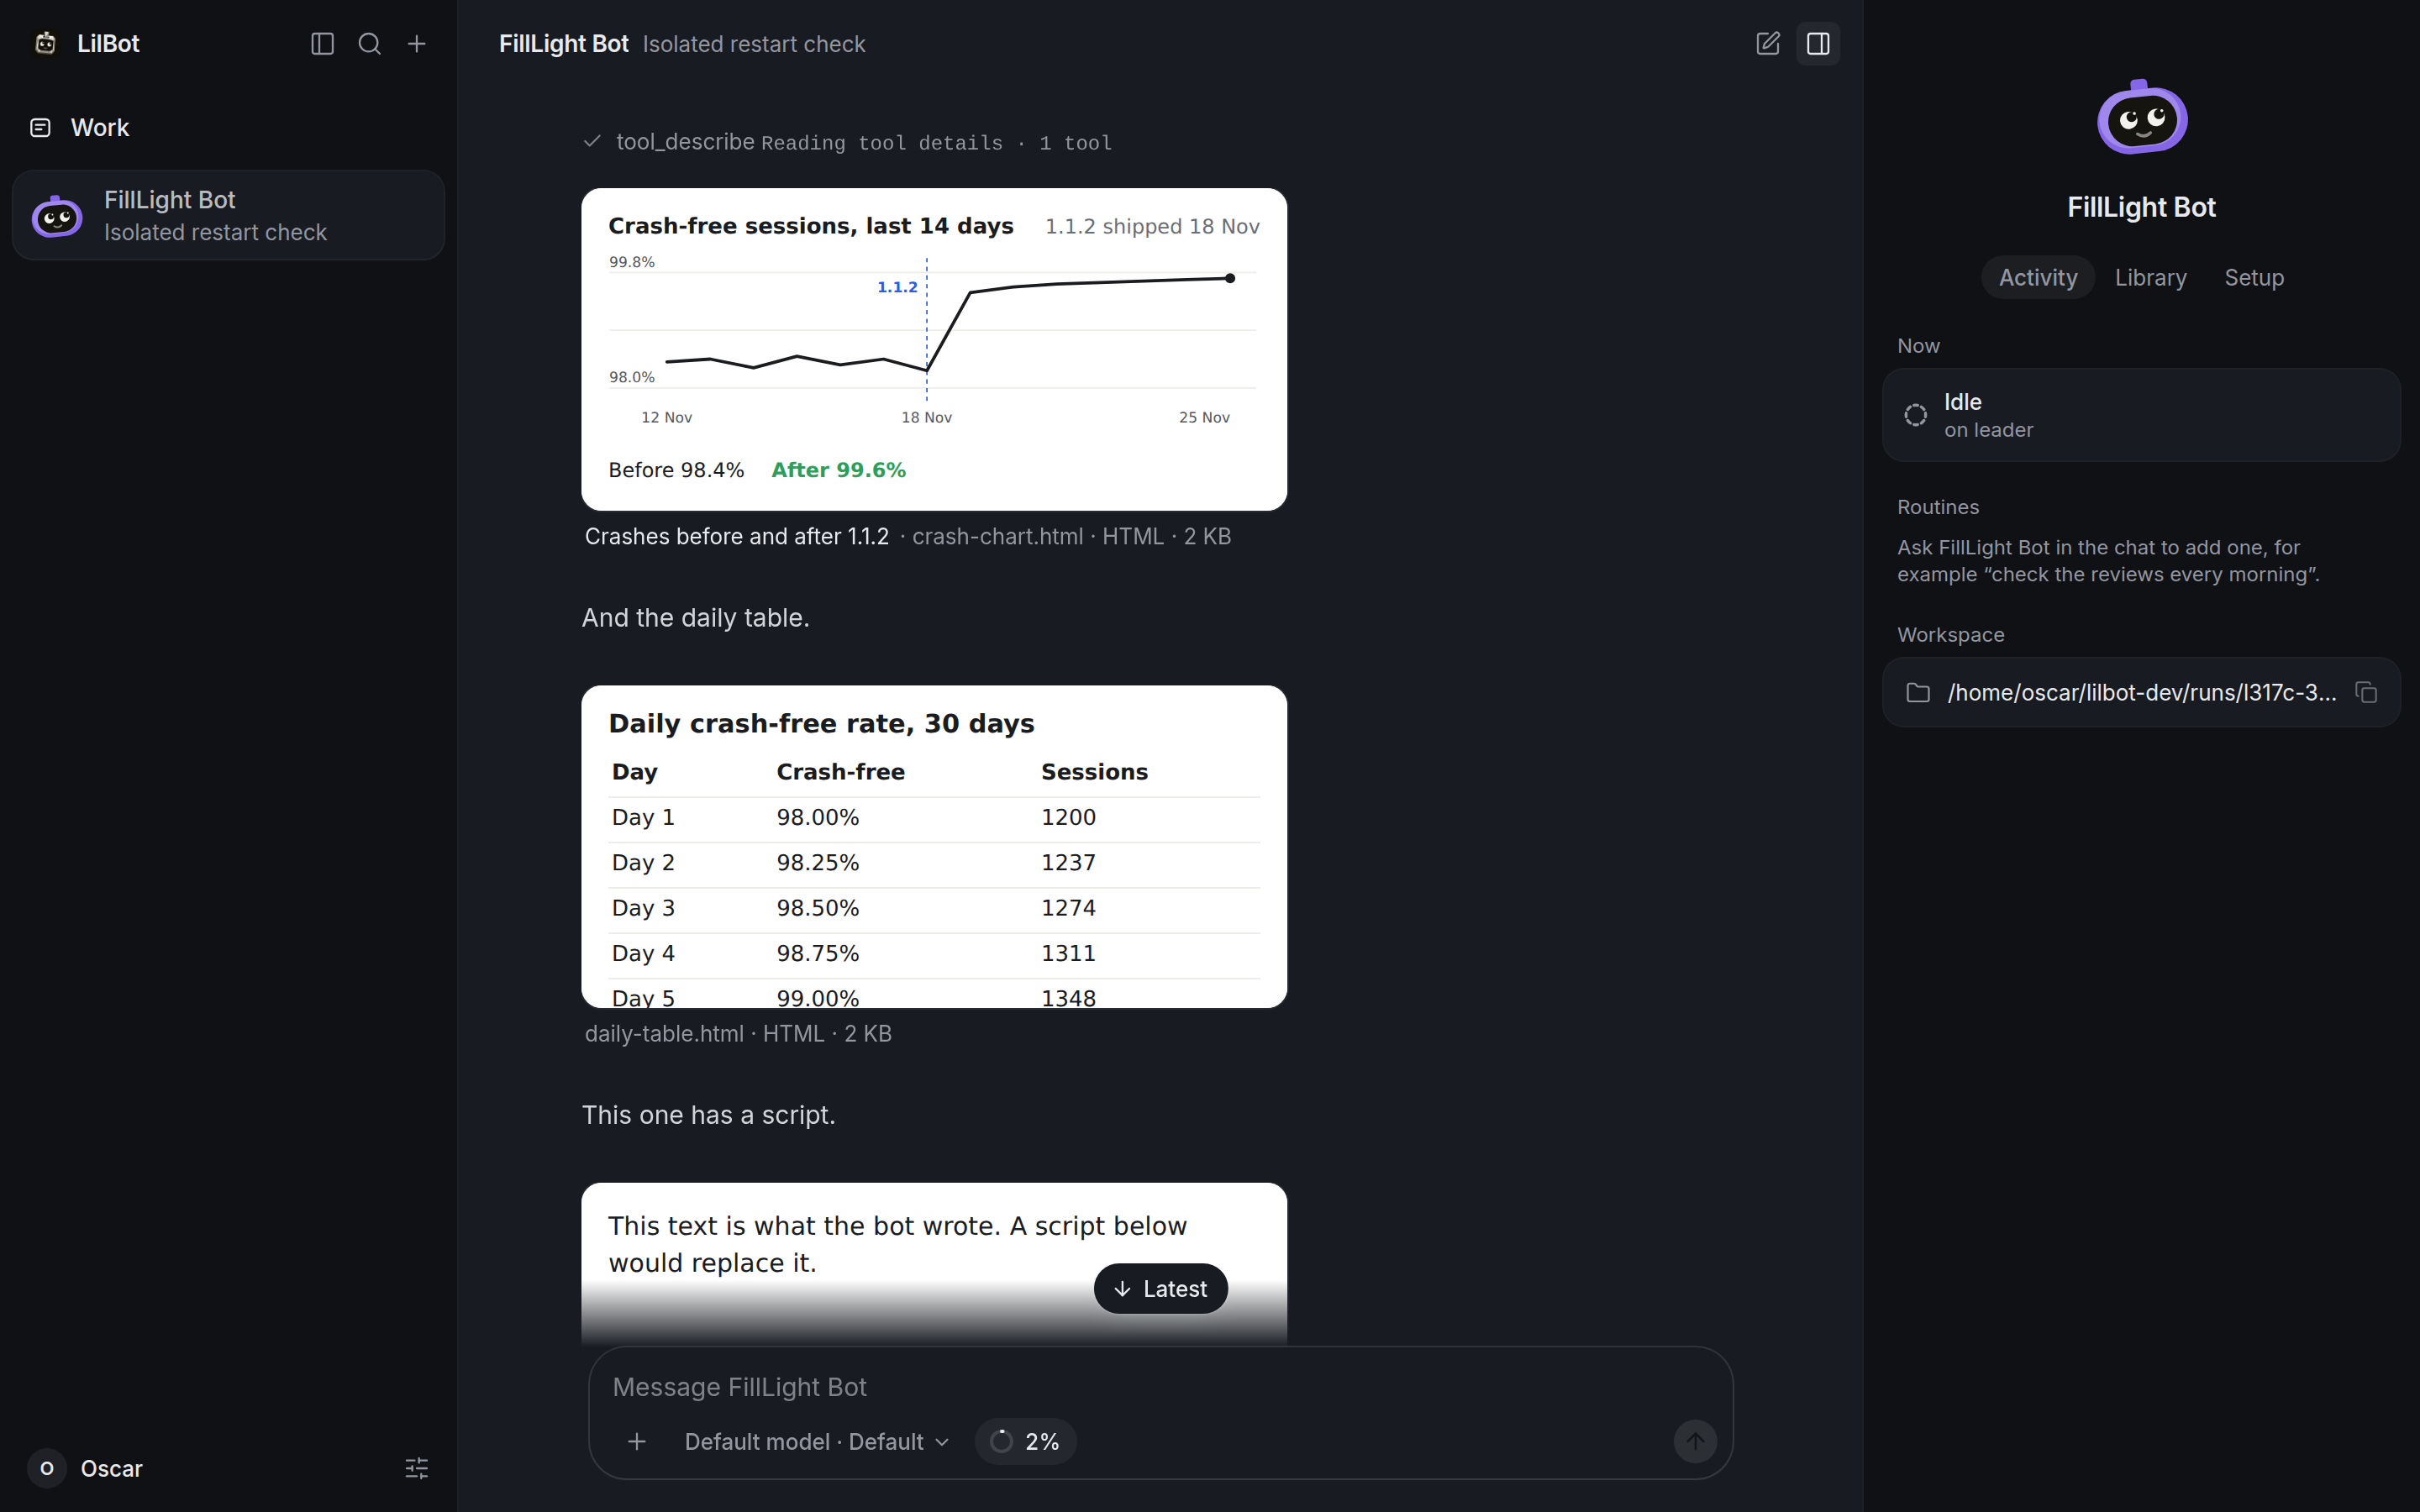 LilBot
Work
FillLight Bot
Isolated restart check
O
Oscar
FillLight Bot Isolated restart check
tool_describe Reading tool details · 1 tool
Crash-free sessions, last 14 days 1.1.2 shipped 18 Nov
99.8%
1.1.2
98.0%
12 Nov 18 Nov 25 Nov
Before 98.4% After 99.6%
Crashes before and after 1.1.2 · crash-chart.html · HTML · 2 KB
And the daily table.
Daily crash-free rate, 30 days
Day Crash-free Sessions
Day 1 98.00% 1200
Day 2 98.25% 1237
Day 3 98.50% 1274
Day 4 98.75% 1311
Day 5 99.00% 1348
daily-table.html · HTML · 2 KB
This one has a script.
This text is what the bot wrote. A script below
would replace it.
Latest
Message FillLight Bot
Default model · Default 2%
FillLight Bot
Activity Library Setup
Now
Idle
on leader
Routines
Ask FillLight Bot in the chat to add one, for
example “check the reviews every morning”.
Workspace
/home/oscar/lilbot-dev/runs/l317c-3...